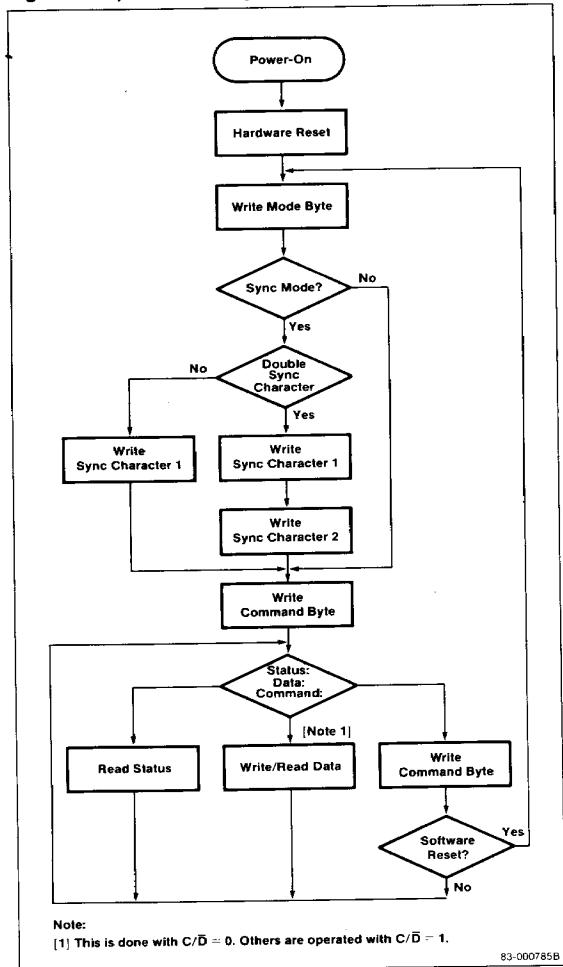 Power-On
Hardware Reset
Write Mode Byte
Sync Mode?
No
Yes
Double
Sync
Character
No
Yes
Write
Sync Character 1
Write
Sync Character 1
Write
Sync Character 2
Write
Command Byte
Status:
Data:
Command:
[Note 1]
Read Status
Write/Read Data
Write
Command Byte
Software
Reset?
Yes
No
Note:
[1] This is done with C/D̅ = 0. Others are operated with C/D̅ = 1.
83-000785B